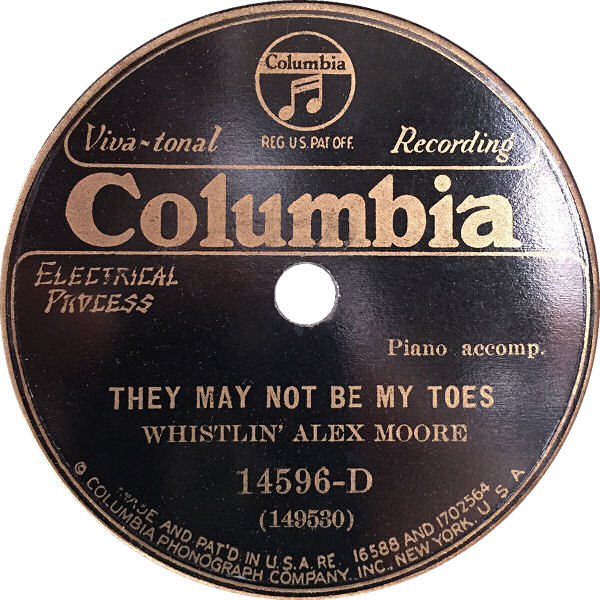 Columbia
REG. U.S. PAT. OFF.
Viva-tonal Recording
Columbia
ELECTRICAL
PROCESS
Piano accomp.
THEY MAY NOT BE MY TOES
WHISTLIN' ALEX MOORE
14596-D
(149530)
MADE AND PAT'D IN U.S.A. RE. 16588 AND 1702564
© COLUMBIA PHONOGRAPH COMPANY, INC., NEW YORK, U S A